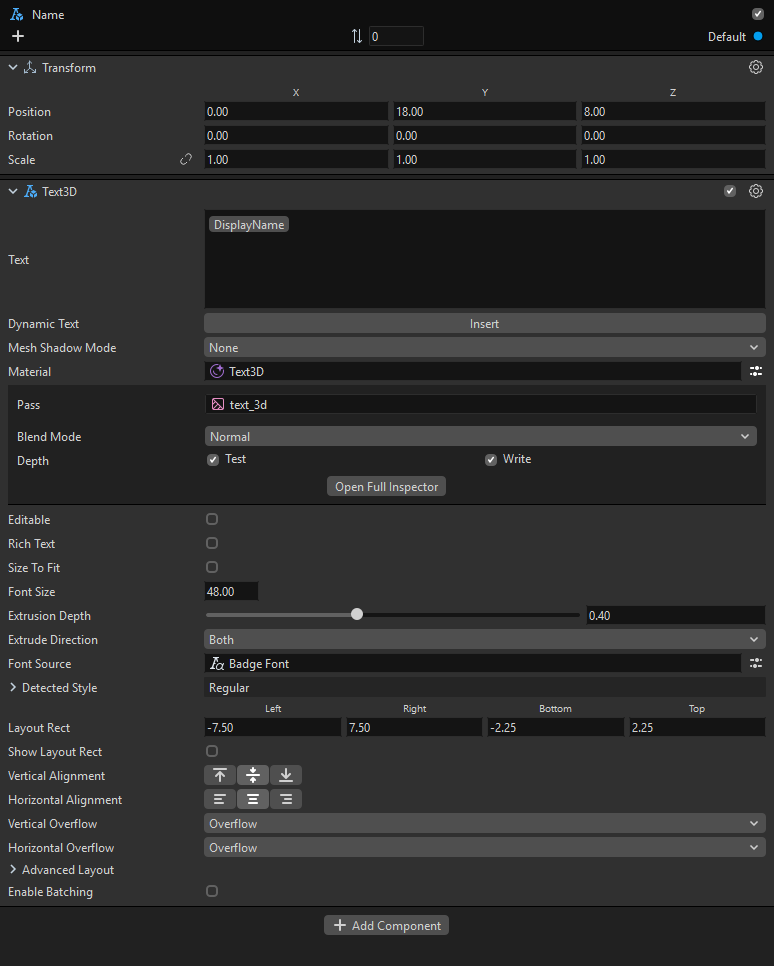 Name
0
Default
Transform
X Y Z
Position 0.00 18.00 8.00
Rotation 0.00 0.00 0.00
Scale 1.00 1.00 1.00
Text3D
Text DisplayName
Dynamic Text Insert
Mesh Shadow Mode None
Material Text3D
Pass text_3d
Blend Mode Normal
Depth Test Write
Open Full Inspector
Editable
Rich Text
Size To Fit
Font Size 48.00
Extrusion Depth 0.40
Extrude Direction Both
Font Source Badge Font
Detected Style Regular
Left Right Bottom Top
Layout Rect -7.50 7.50 -2.25 2.25
Show Layout Rect
Vertical Alignment
Horizontal Alignment
Vertical Overflow Overflow
Horizontal Overflow Overflow
Advanced Layout
Enable Batching
Add Component